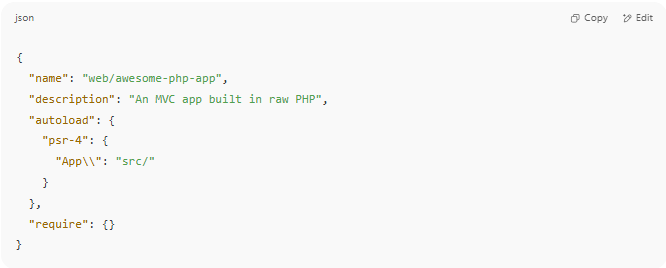 json
Copy
Edit
{
  "name": "web/awesome-php-app",
  "description": "An MVC app built in raw PHP",
  "autoload": {
    "psr-4": {
      "App\\": "src/"
    }
  },
  "require": {}
}